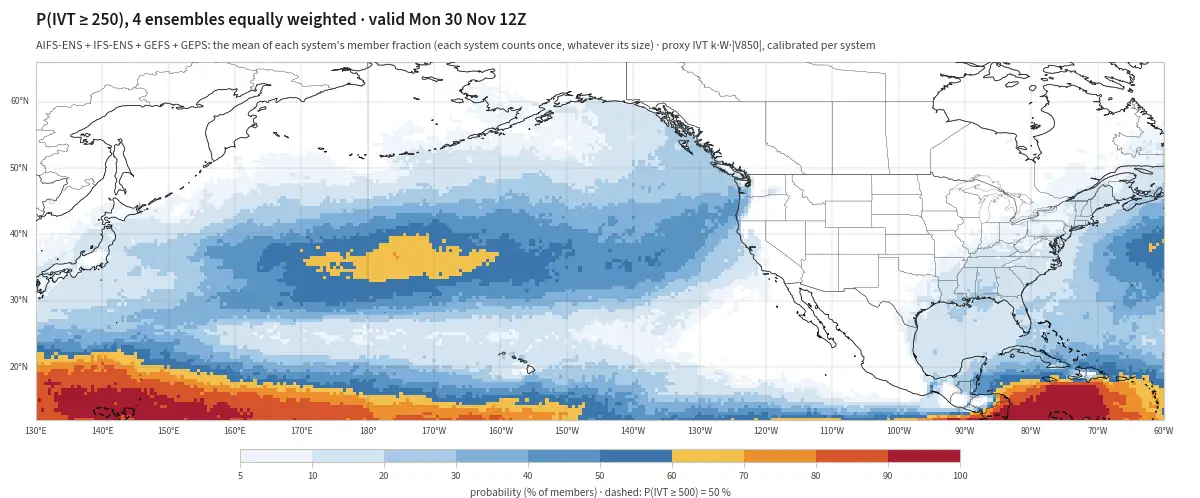 P(IVT ≥ 250), 4 ensembles equally weighted · valid Mon 30 Nov 12Z
AIFS-ENS + IFS-ENS + GEFS + GEPS: the mean of each system's member fraction (each system counts once, whatever its size) · proxy IVT k·W·|V850|, calibrated per system
60°N
50°N
40°N
30°N
20°N
130°E 140°E 150°E 160°E 170°E 180° 170°W 160°W 150°W 140°W 130°W 120°W 110°W 100°W 90°W 80°W 70°W 60°W
5 10 20 30 40 50 60 70 80 90 100
probability (% of members) · dashed: P(IVT ≥ 500) = 50 %